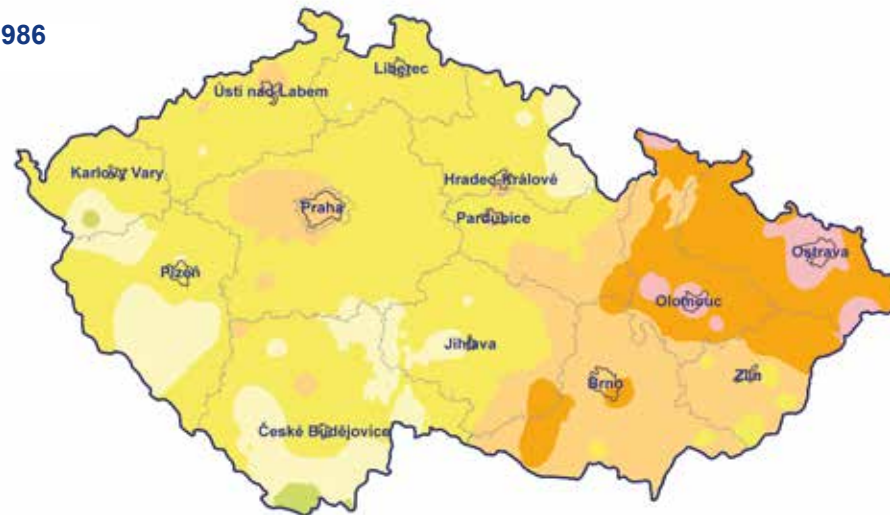 986
Liberec
Ústí nad Labem
Karlovy Vary
Hradec Králové
Praha
Pardubice
Ostrava
Plzeň
Olomouc
Jihlava
Brno
Zlín
České Budějovice